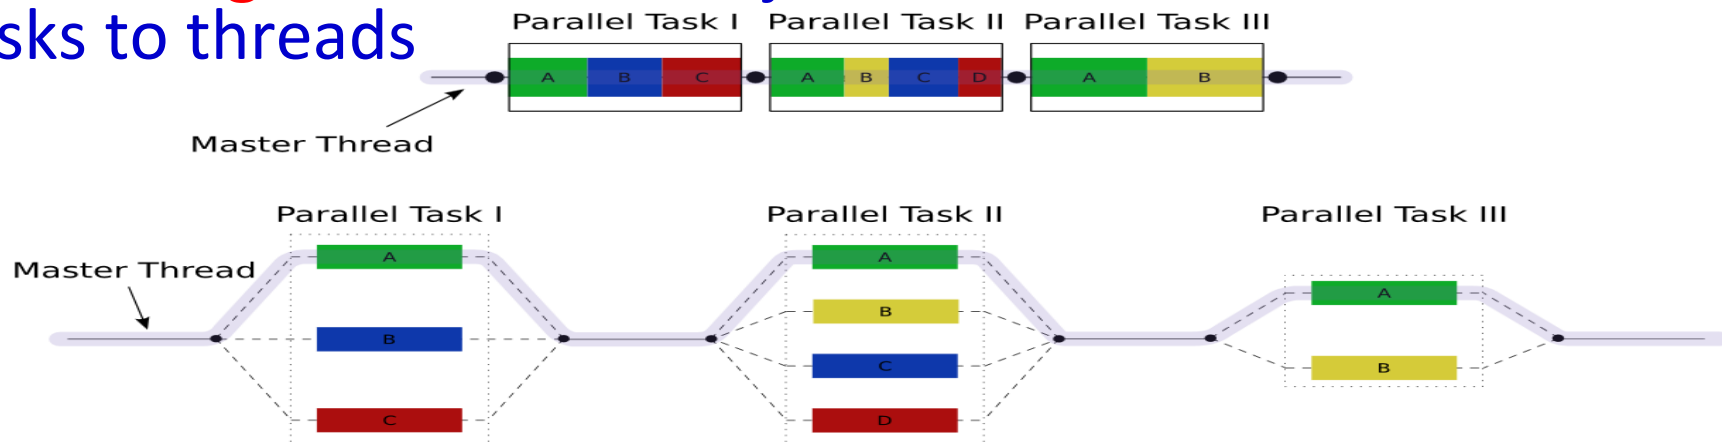 sks to threads
Parallel Task I Parallel Task II Parallel Task III
A B C A B C D A B
Master Thread
Parallel Task I Parallel Task II Parallel Task III
A A
Master Thread
A
B
B
C
B
C D